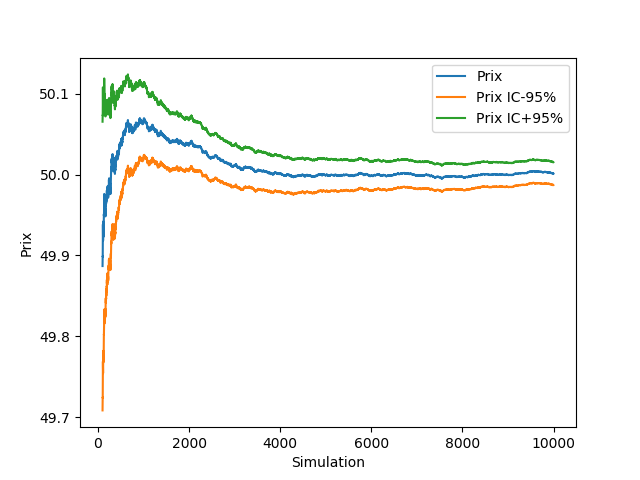 Prix
Prix IC-95%
Prix IC+95%
50.1
50.0
49.9
49.8
49.7
Prix
0 2000 4000 6000 8000 10000
Simulation